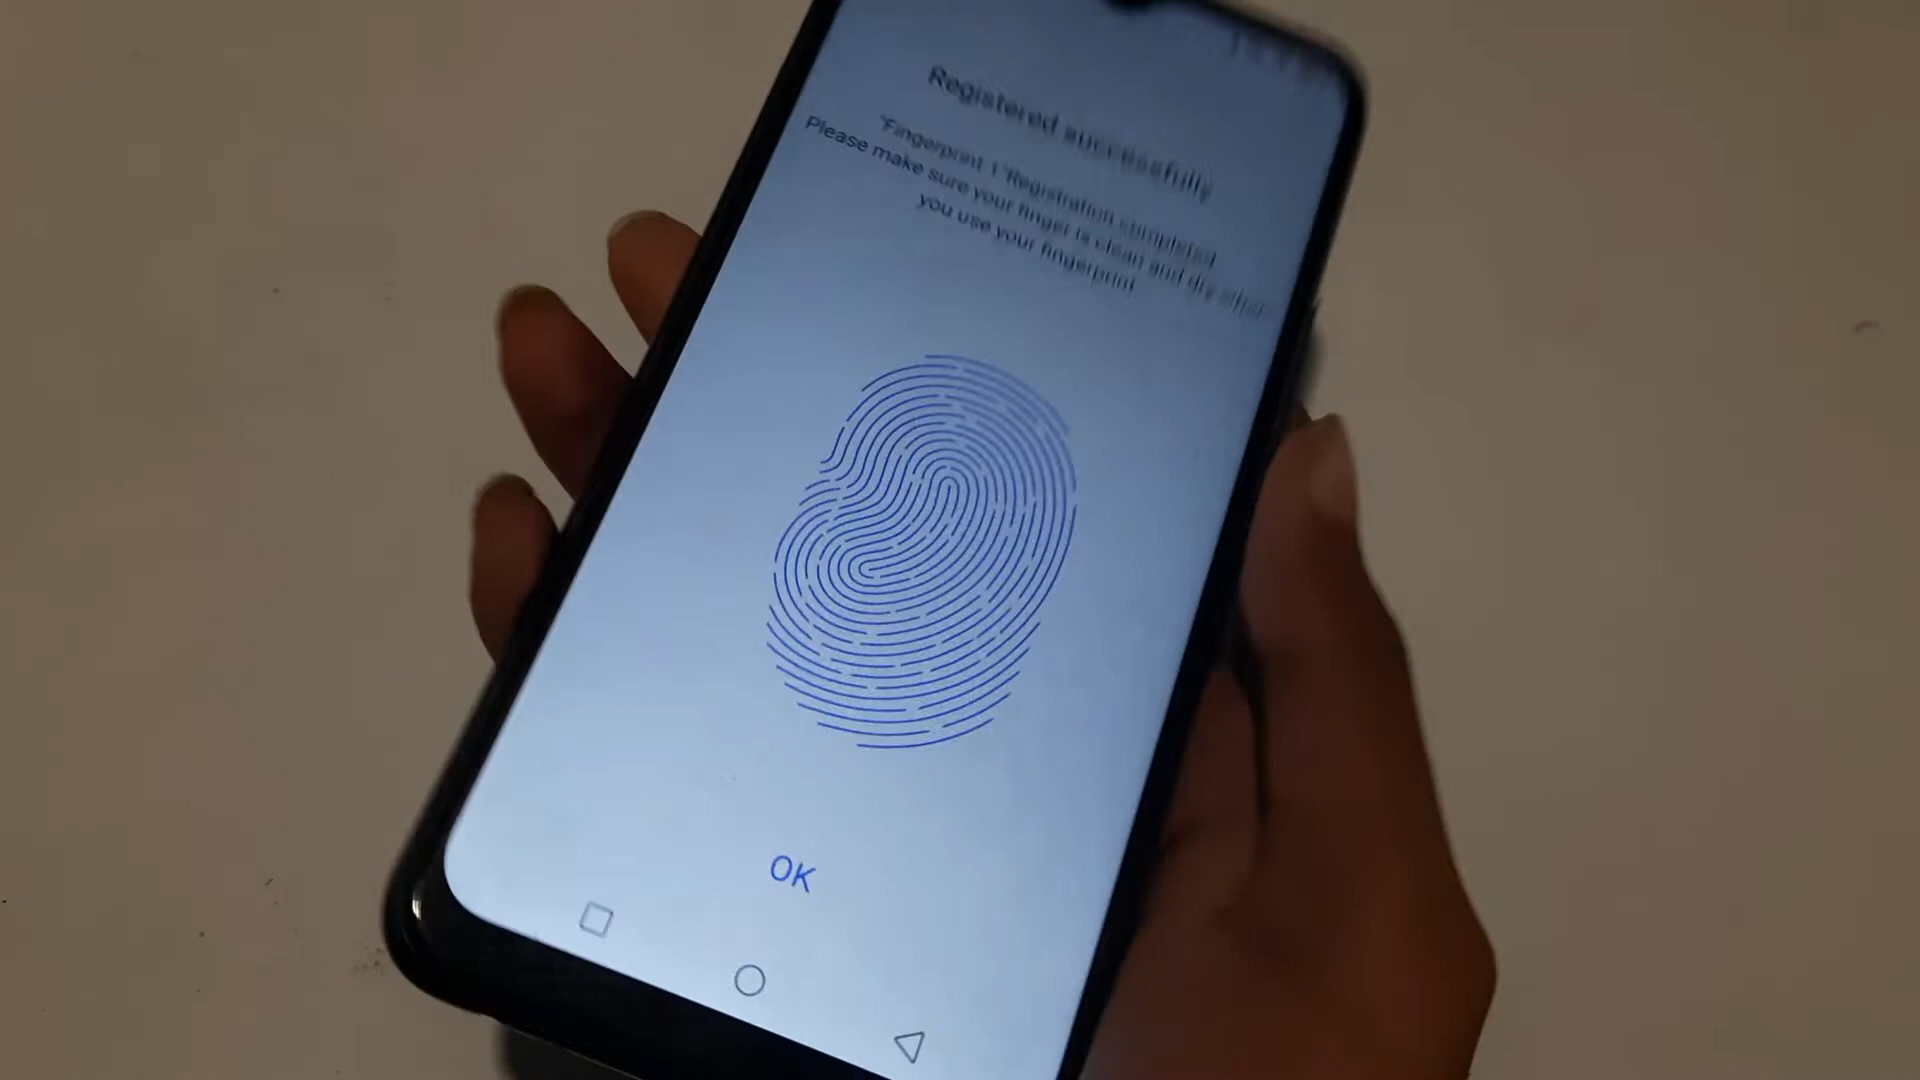 Registered successfully
"Fingerprint 1"Registration completed
Please make sure your finger is clean and dry
you use your fingerprint
OK